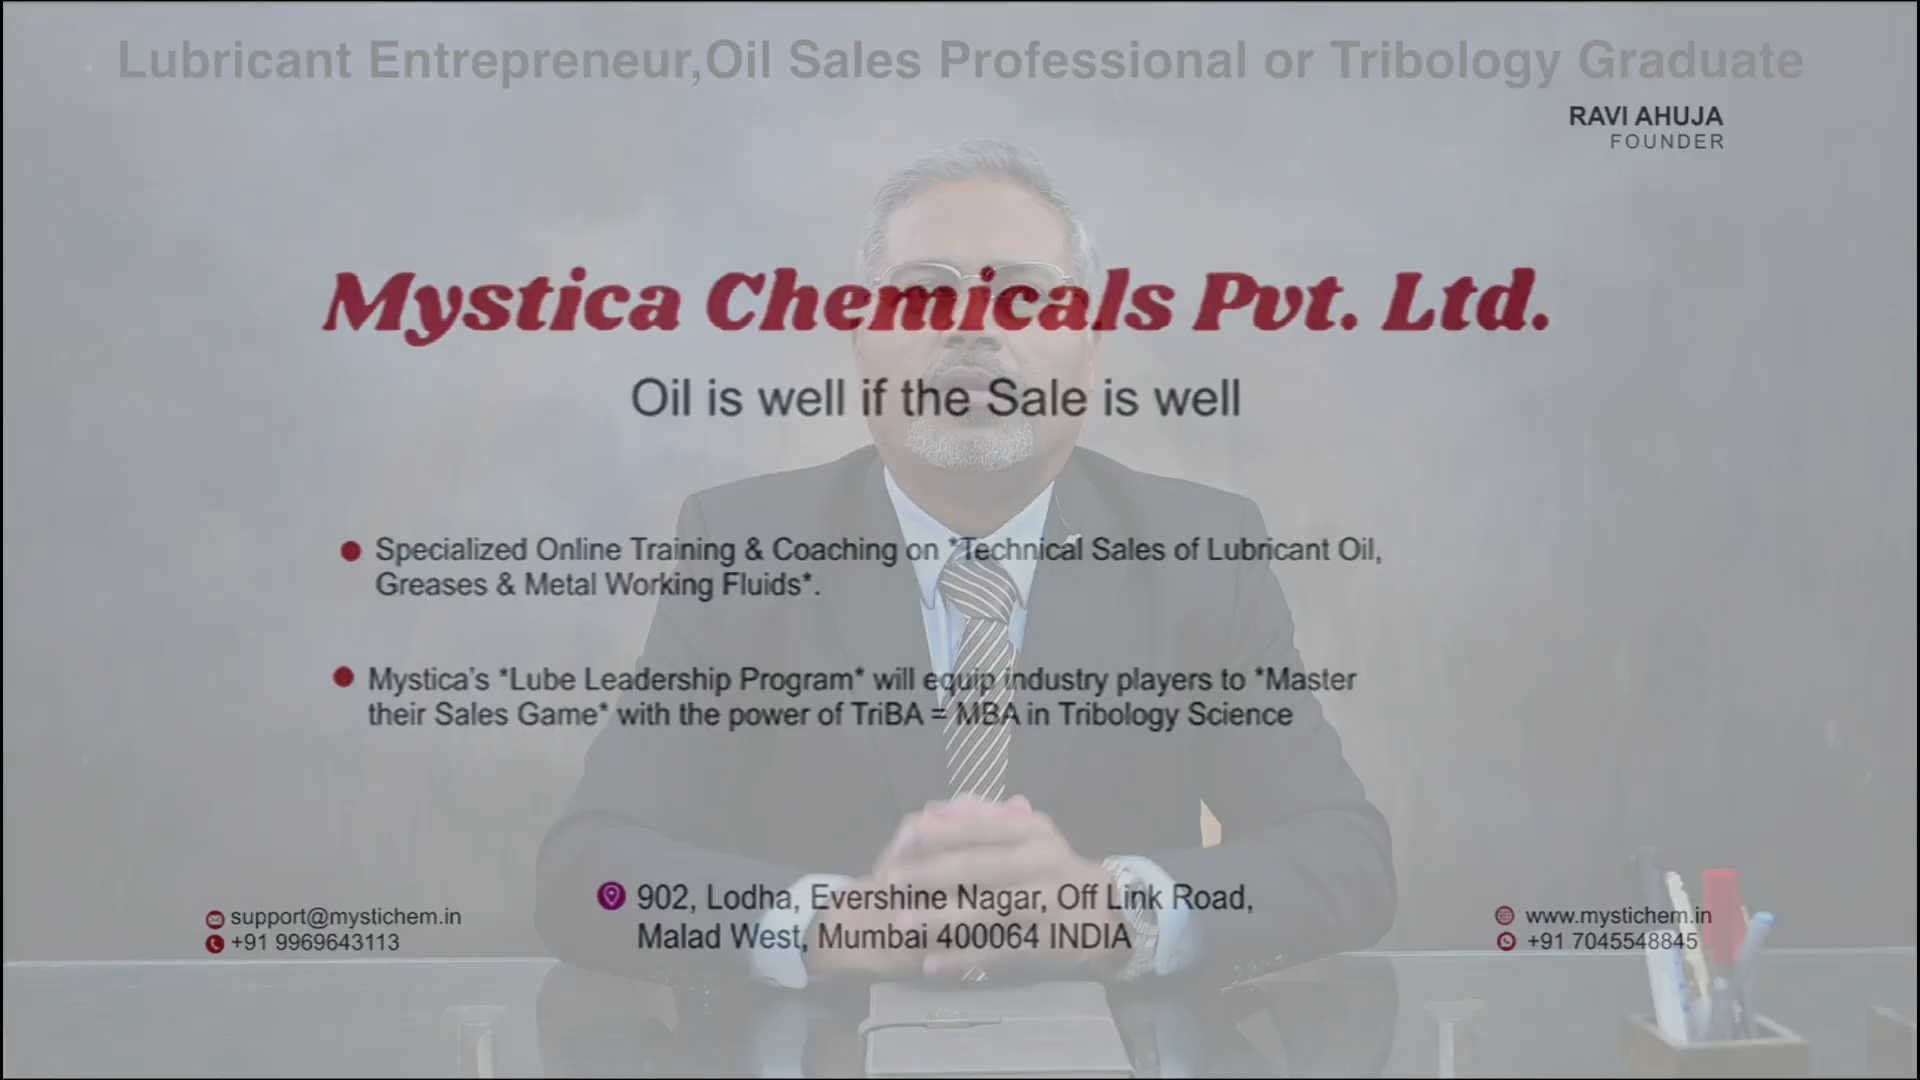 Lubricant Entrepreneur,Oil Sales Professional or Tribology Graduate
RAVI AHUJA
FOUNDER
Mystica Chemicals Pvt. Ltd.
Oil is well if the Sale is well
Specialized Online Training & Coaching on *Technical Sales of Lubricant Oil,
Greases & Metal Working Fluids*.
Mystica's *Lube Leadership Program* will equip industry players to *Master
their Sales Game* with the power of TriBA = MBA in Tribology Science
support@mystichem.in
+91 9969643113
902, Lodha, Evershine Nagar, Off Link Road,
Malad West, Mumbai 400064 INDIA
www.mystichem.in
+91 7045548845